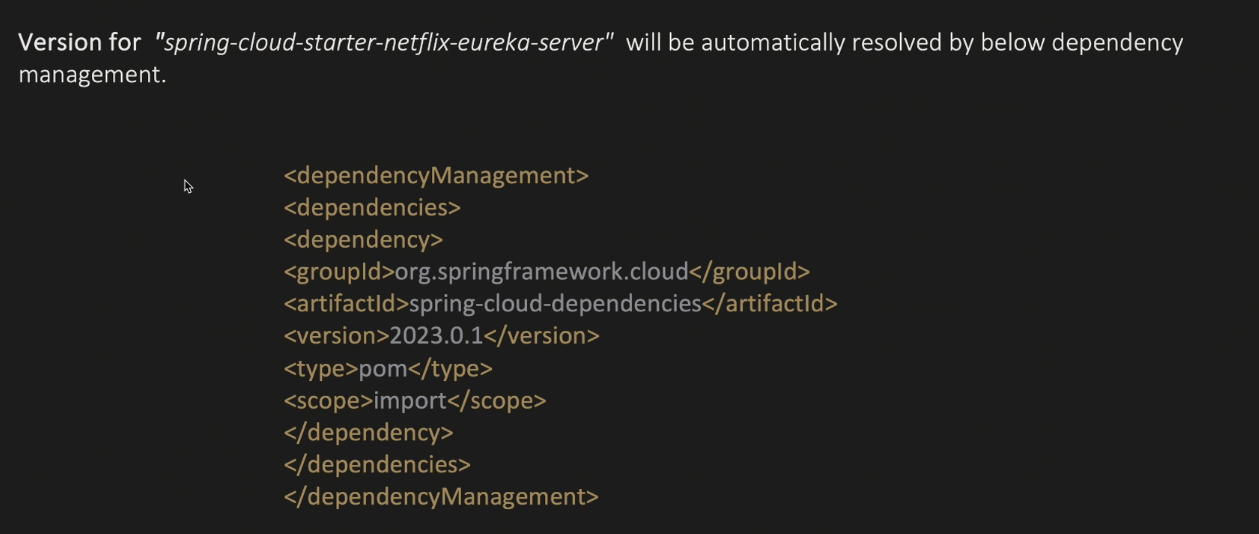 Version for "spring-cloud-starter-netflix-eureka-server" will be automatically resolved by below dependency
management.
<dependencyManagement>
<dependencies>
<dependency>
<groupId>org.springframework.cloud</groupId>
<artifactId>spring-cloud-dependencies</artifactId>
<version>2023.0.1</version>
<type>pom</type>
<scope>import</scope>
</dependency>
</dependencies>
</dependencyManagement>